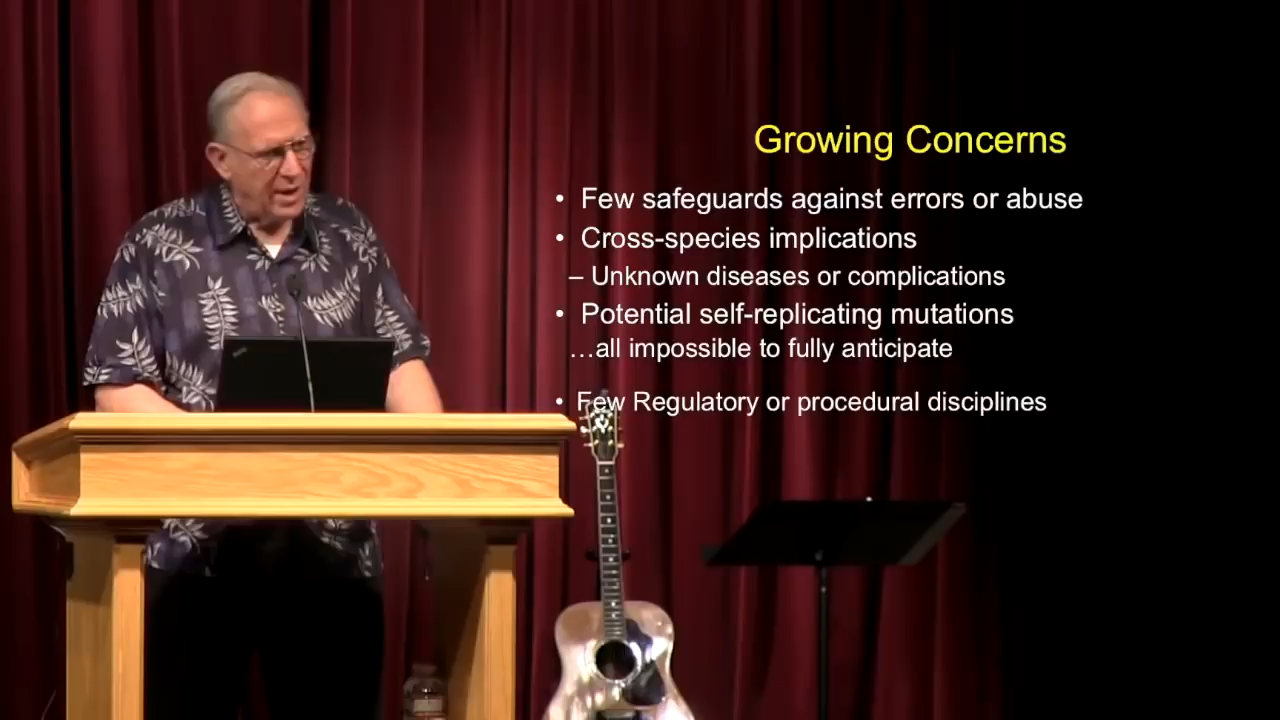 Growing Concerns
• Few safeguards against errors or abuse
• Cross-species implications
– Unknown diseases or complications
• Potential self-replicating mutations
…all impossible to fully anticipate
• Few Regulatory or procedural disciplines